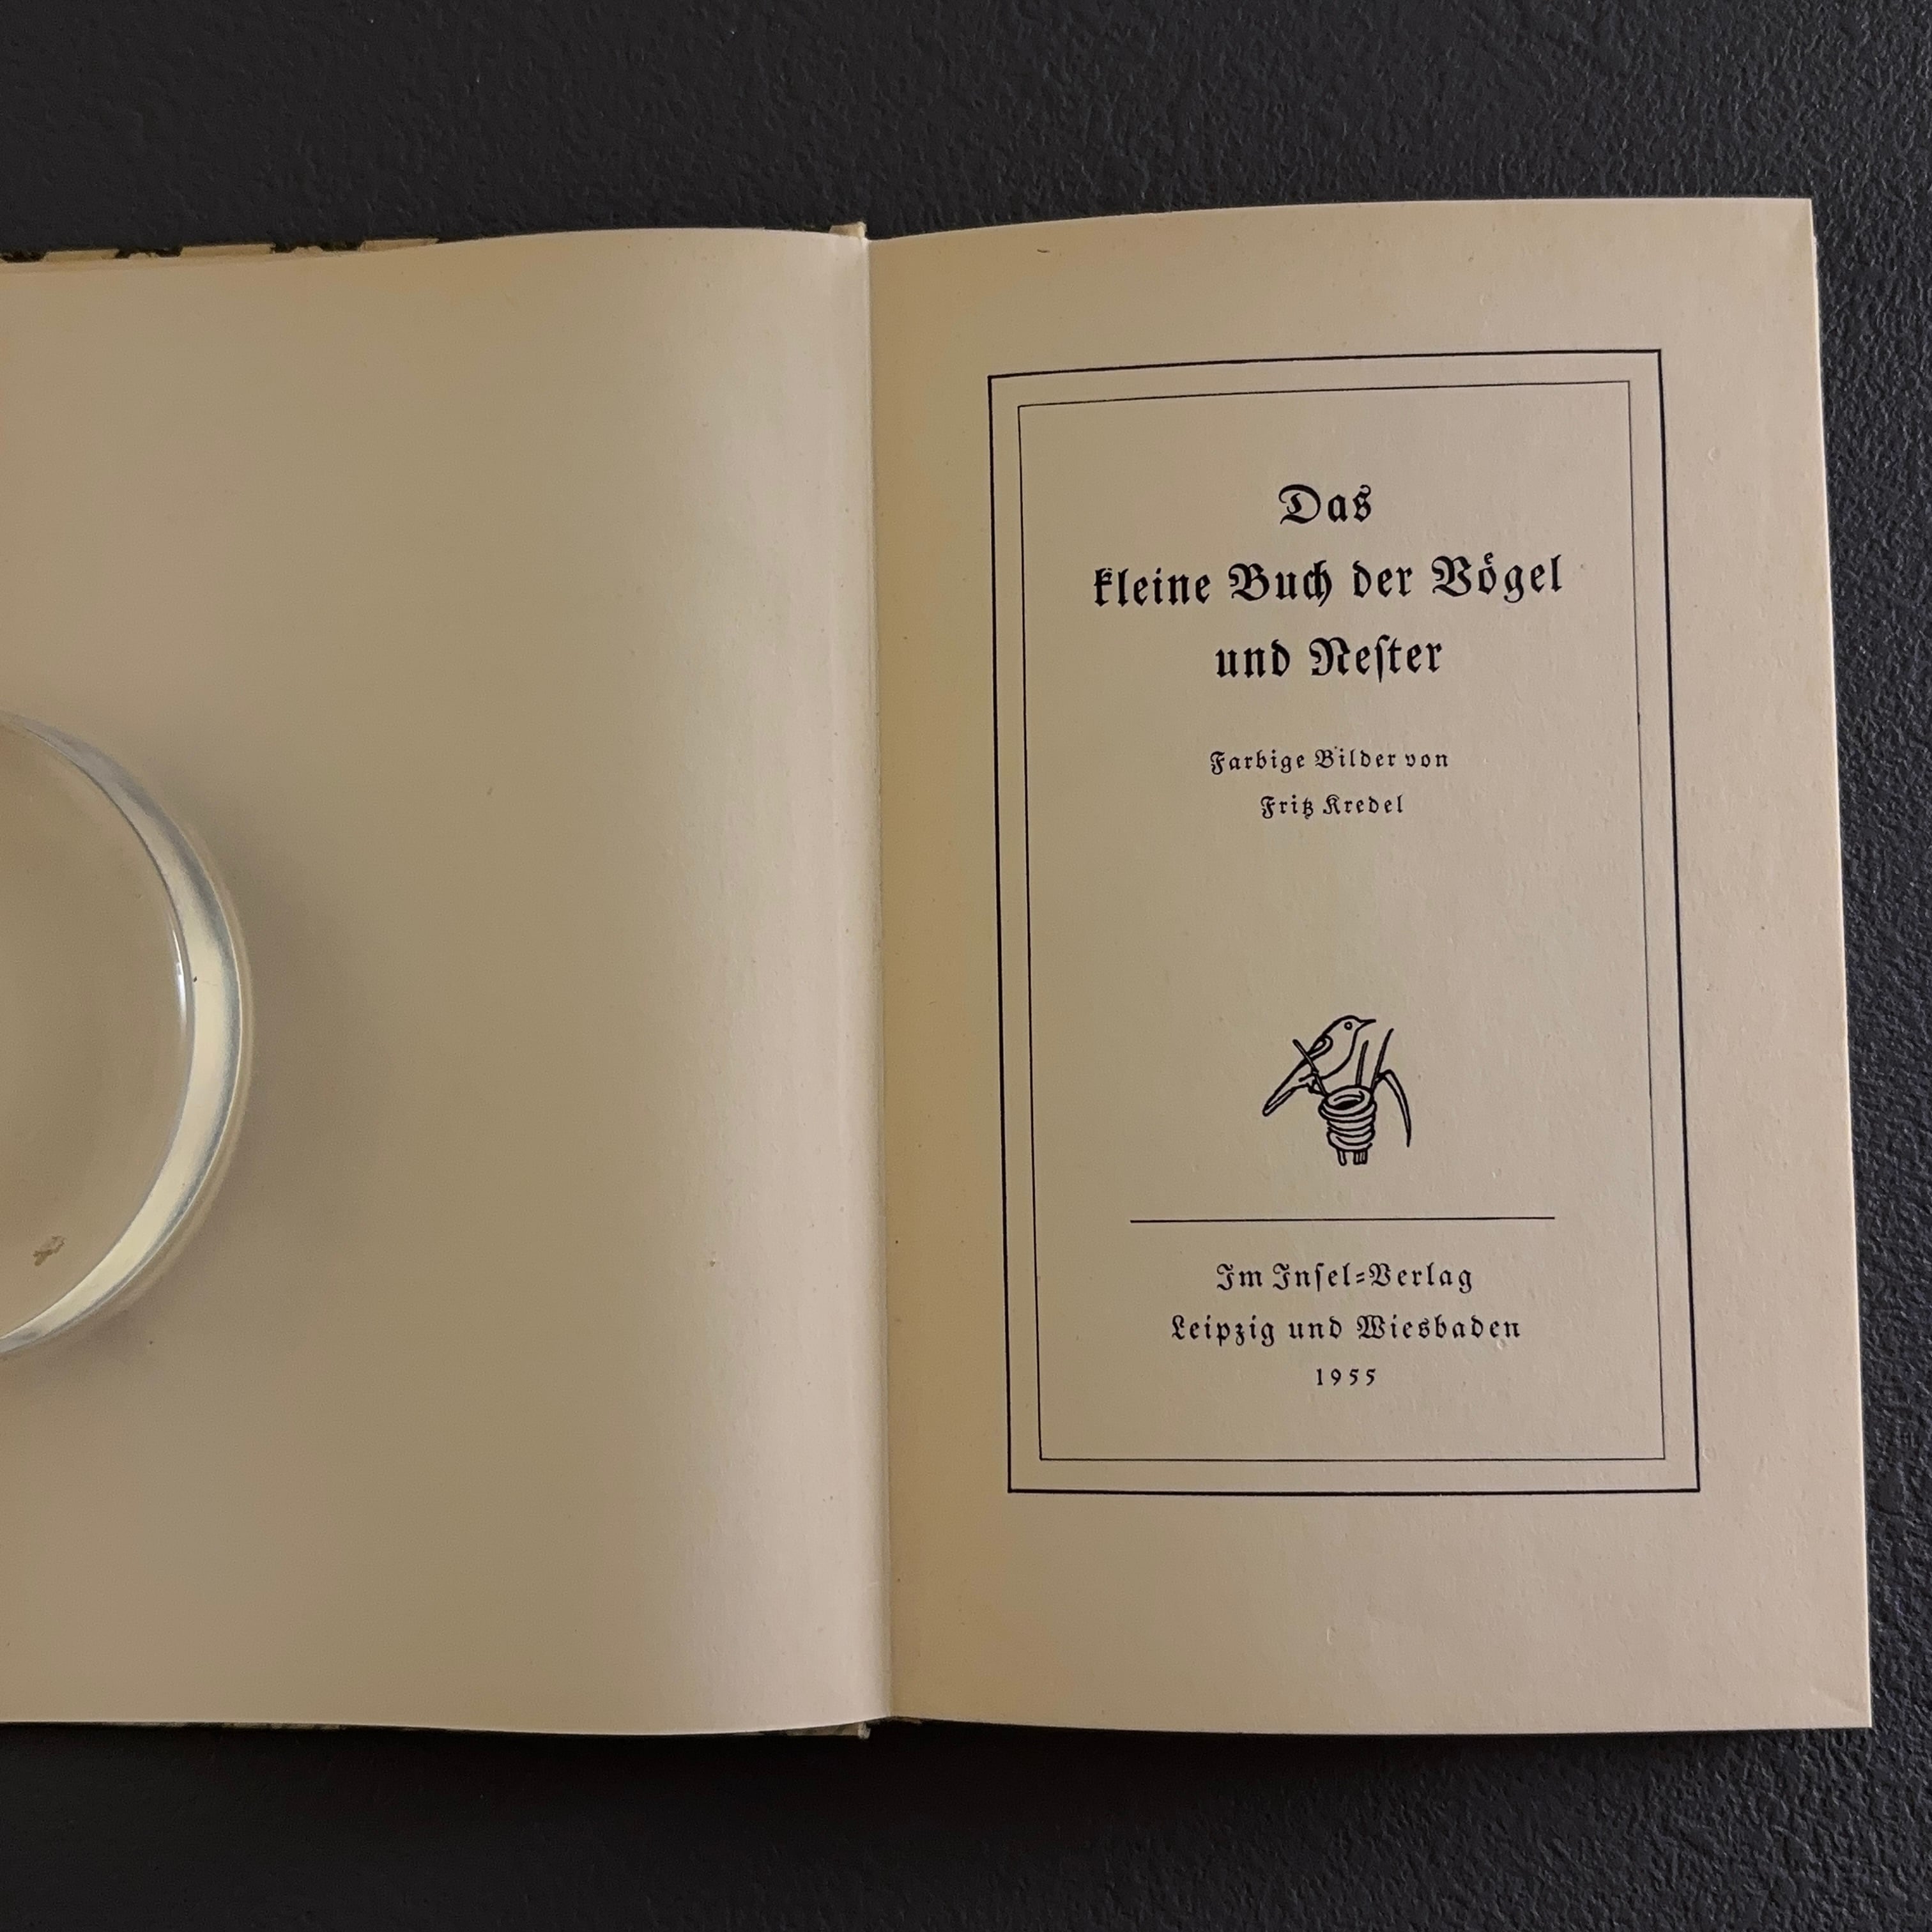 Das
kleine Buch der Vögel
und Neſter
Farbige Bilder von
Fritz Kredel
Im Inſel-Verlag
Leipzig und Wiesbaden
1955